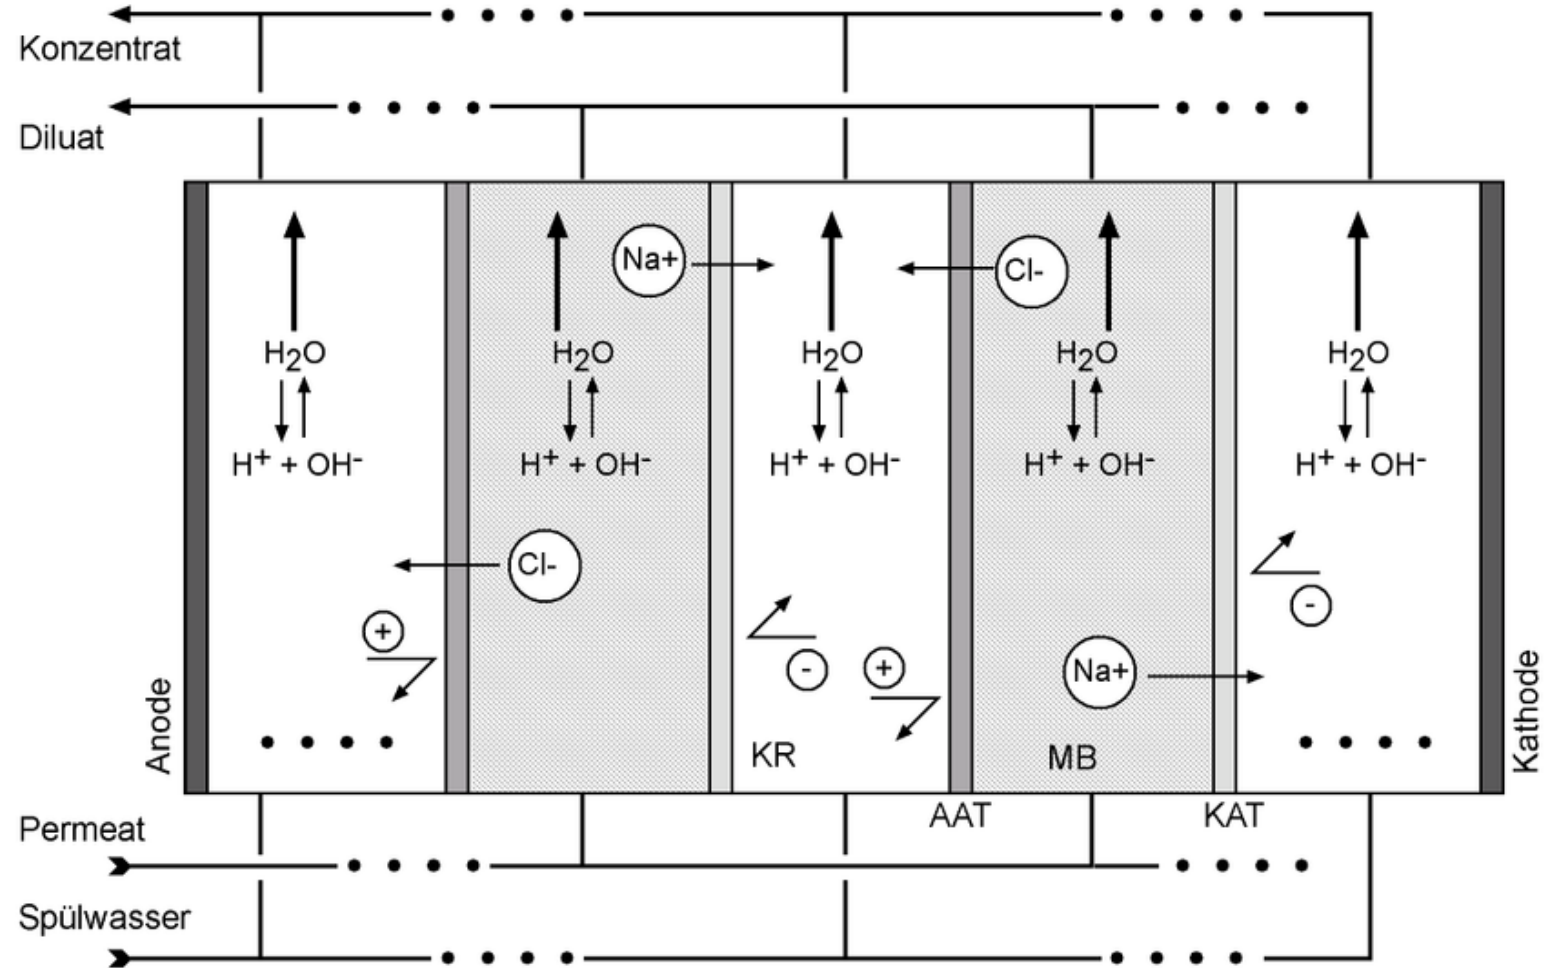 Konzentrat
Diluat
Na+
Cl-
H₂O
H₂O
H₂O
H₂O
H₂O
H⁺ + OH⁻
H⁺ + OH⁻
H⁺ + OH⁻
H⁺ + OH⁻
H⁺ + OH⁻
Cl-
+
-
-
+
Na+
Anode
KR
MB
Kathode
AAT
KAT
Permeat
Spülwasser